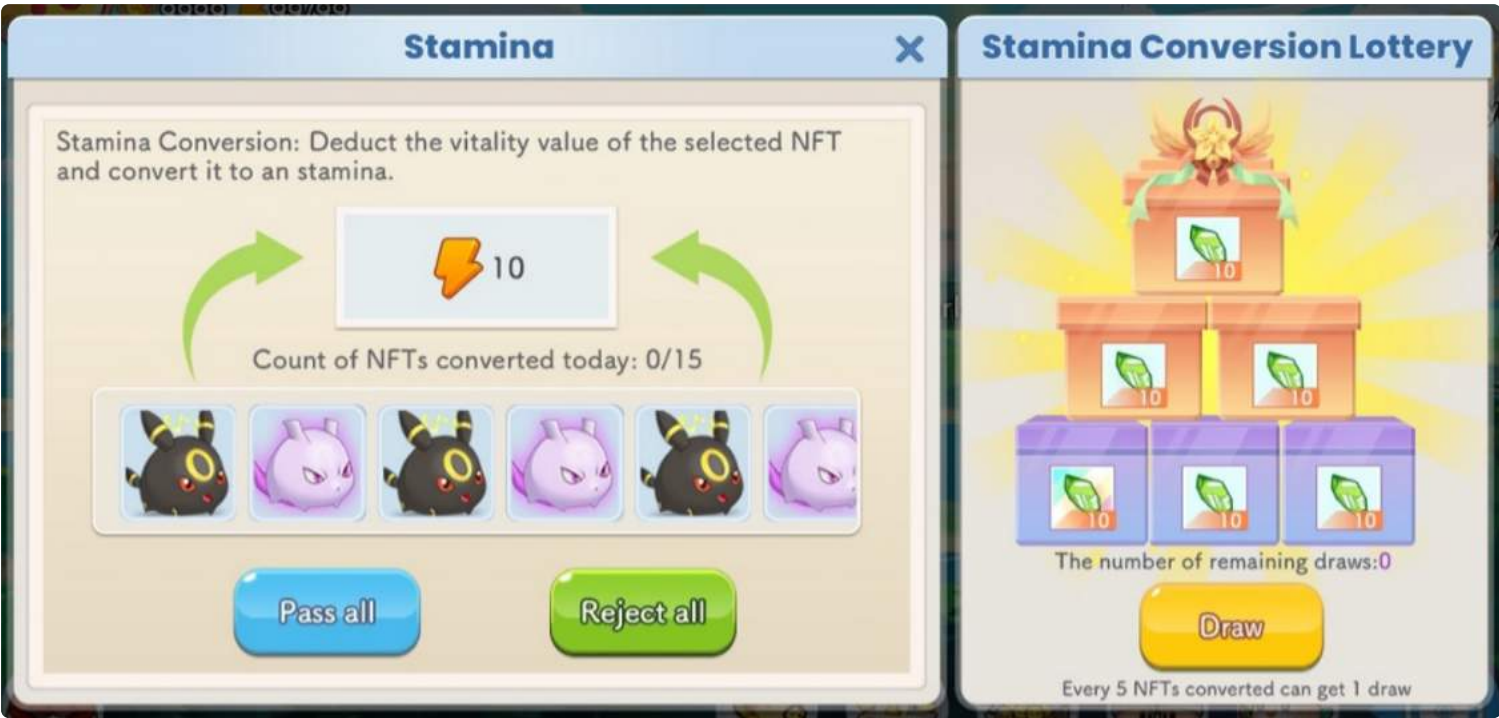 Stamina
Stamina Conversion: Deduct the vitality value of the selected NFT
and convert it to an stamina.
10
Count of NFTs converted today: 0/15
Pass all
Reject all
Stamina Conversion Lottery
10
10
10
10
10
10
The number of remaining draws:0
Draw
Every 5 NFTs converted can get 1 draw